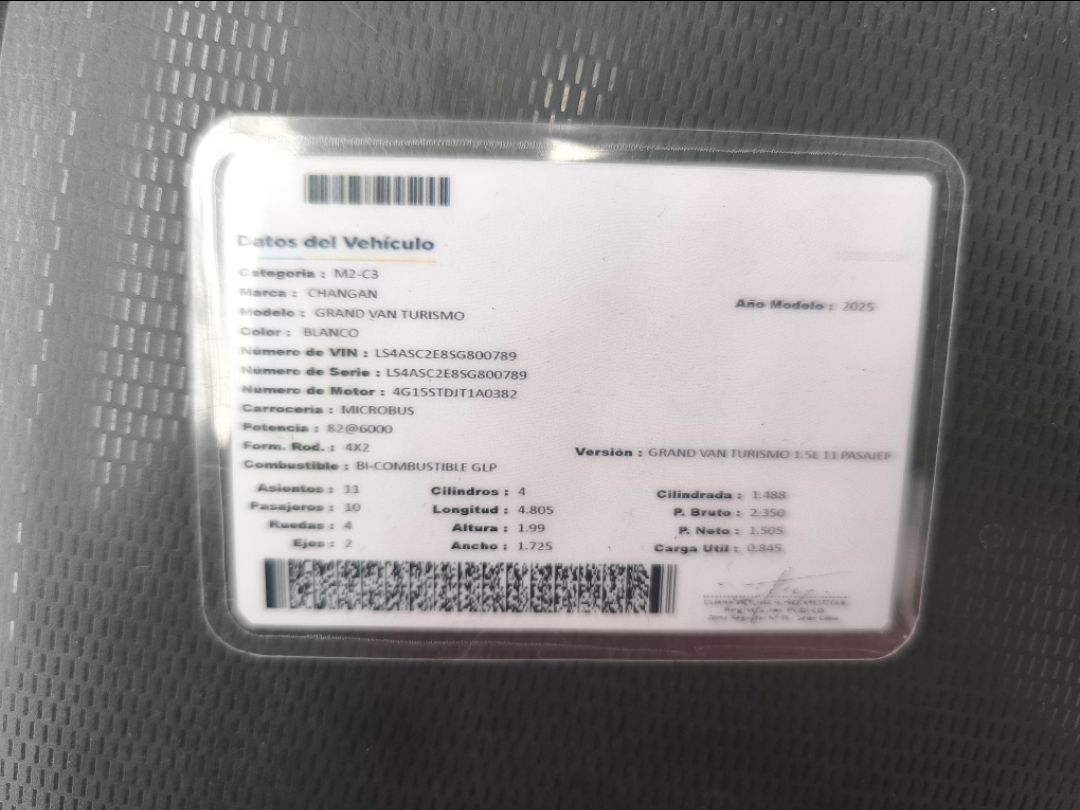 Datos del Vehículo
Categoria : M2-C3
Marca : CHANGAN
Año Modelo : 2025
Modelo : GRAND VAN TURISMO
Color : BLANCO
Número de VIN : LS4ASC2E8SG800789
Número de Serie : LS4ASC2E8SG800789
Número de Motor : 4G15STDJT1A0382
Carroceria : MICROBUS
Potencia : 82@6000
Form. Rod. : 4X2
Versión : GRAND VAN TURISMO 1.5L 11 PASAJER
Combustible : BI-COMBUSTIBLE GLP
Asientos : 11 Cilindros : 4 Cilindrada : 1.488
Pasajeros : 10 Longitud : 4.805 P. Bruto : 2.350
Ruedas : 4 Altura : 1.99 P. Neto : 1.505
Ejes : 2 Ancho : 1.725 Carga Util : 0.845